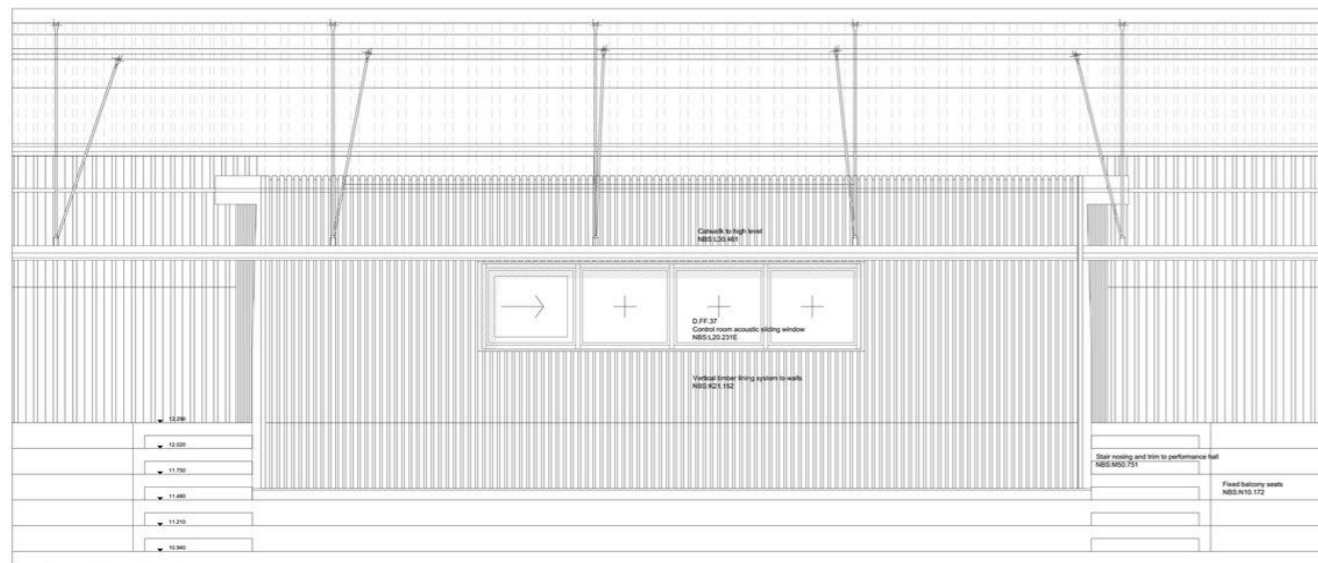 Catwalk to high level
NBS:L30.461
D.FF.37
Control room acoustic sliding window
NBS:L20.231E
Vertical timber lining system to walls
NBS:K21.152
12.290
12.020
11.750
11.480
11.210
10.940
Stair nosing and trim to performance hall
NBS:M50.751
Fixed balcony seats
NBS:N10.172